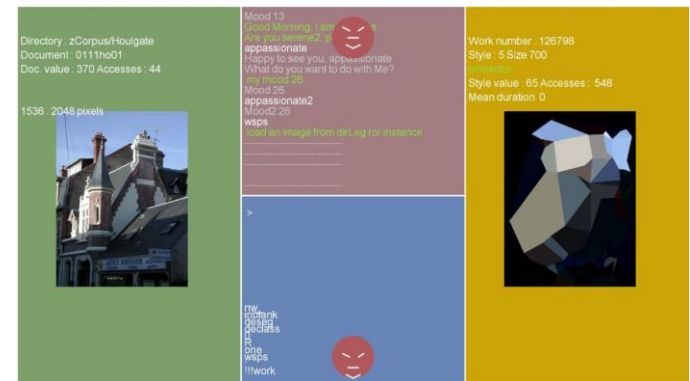 Directory : zCorpus/Houlgate
Document : 0111ho01
Doc. value : 370 Accesses : 44
1536 . 2048 pixels
Mood 13
Good Morning, I am
Are you serene2, p
appassionate
Happy to see you, appassionate
What do you want to do with Me?
my mood 26
Mood 26
appassionate2
Mood2 26
wsps
load an image from dirLeg ror instance
>
nw
deseg
declass
R
one
wsps
!!!work
Work number : 126798
Style : 5 Size 700
Style value : 65 Accesses : 548
Mean duration 0